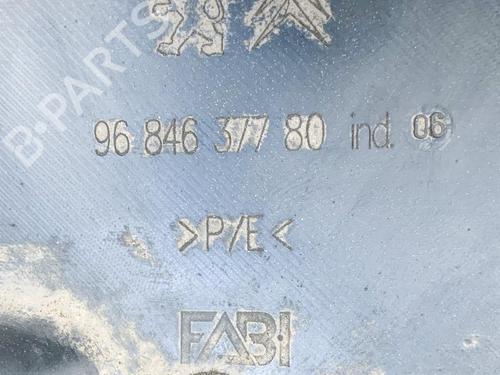 B-PARTS
96 846 377 80 ind. 06
>P/E<
FABI